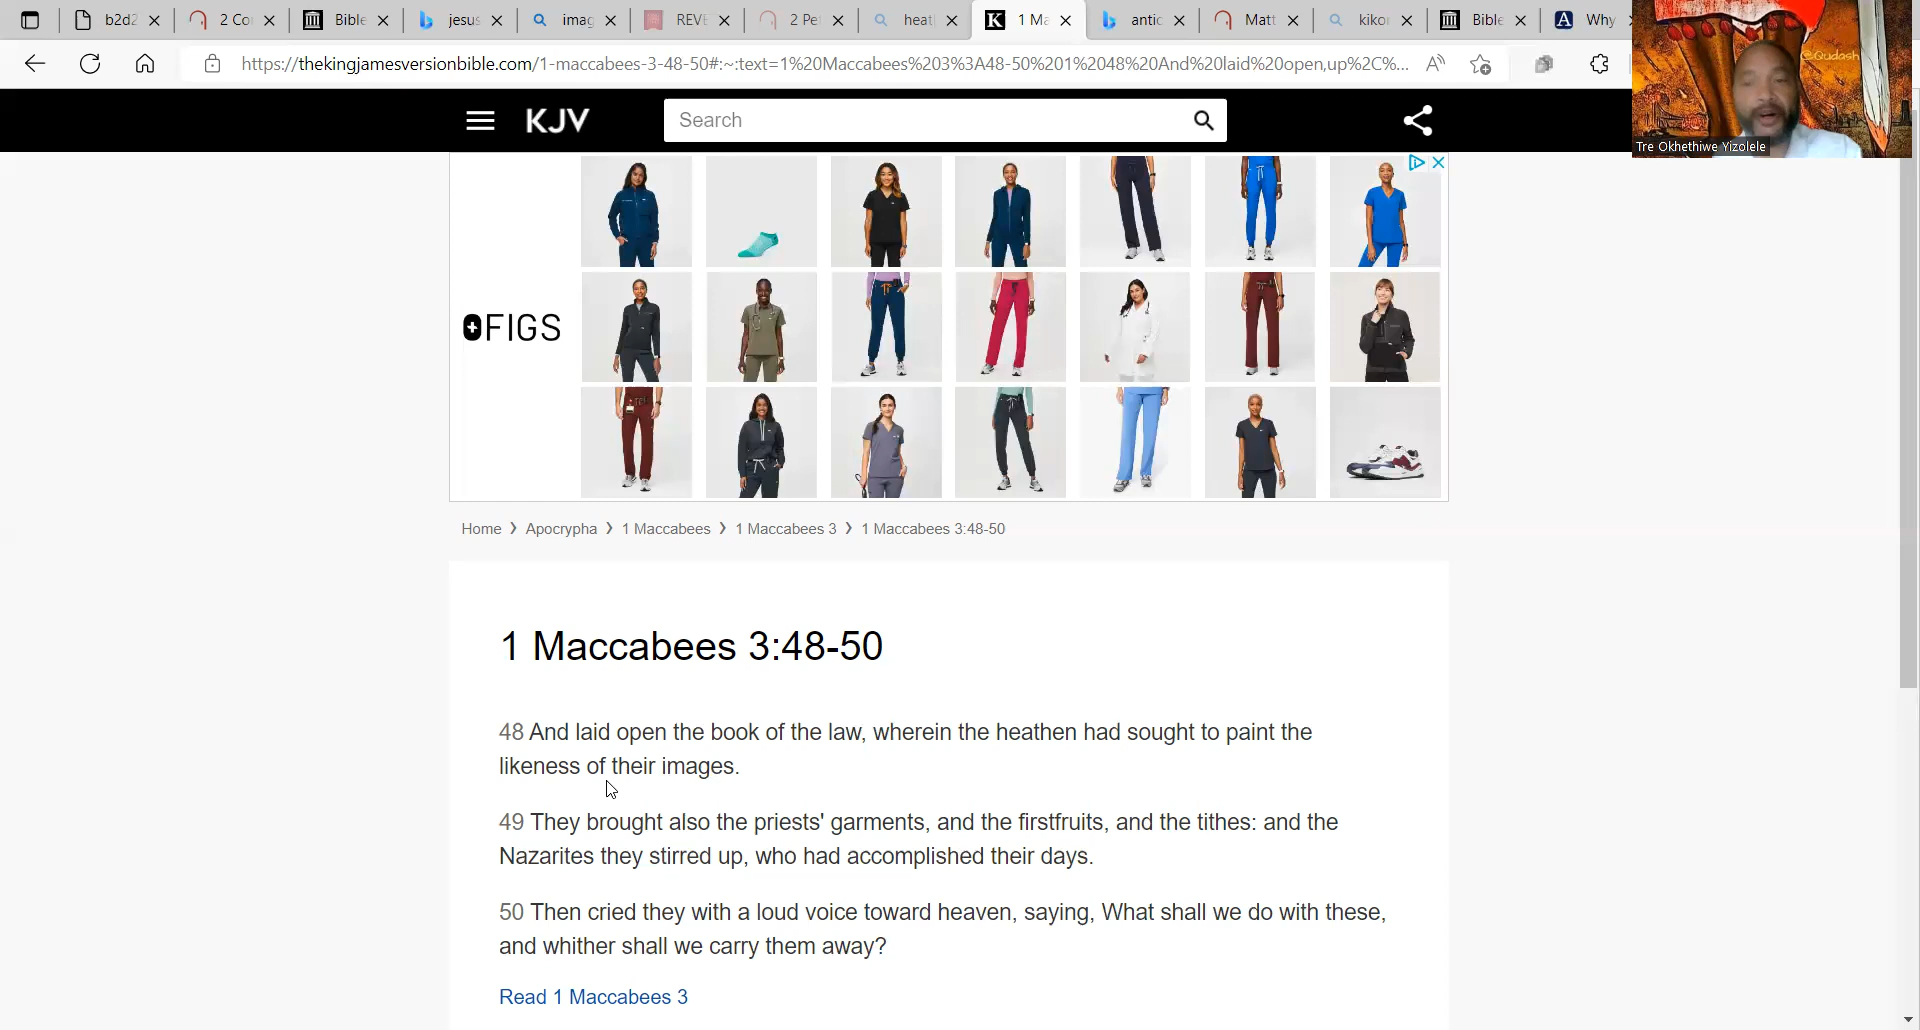 b2d2
2 Co
Bible
jesus
imag
REVE
2 Pe
heat
1 Ma
antic
Matt
kiko
Bible
Why
https://thekingjamesversionbible.com/1-maccabees-3-48-50#:~:text=1%20Maccabees%203%3A48-50%201%2048%20And%20laid%20open,up%2C%...
@Qudash
Tre Okhethiwe Yizolele
KJV
Search
FIGS
Home > Apocrypha > 1 Maccabees > 1 Maccabees 3 > 1 Maccabees 3:48-50
1 Maccabees 3:48-50
48 And laid open the book of the law, wherein the heathen had sought to paint the
likeness of their images.
49 They brought also the priests' garments, and the firstfruits, and the tithes: and the
Nazarites they stirred up, who had accomplished their days.
50 Then cried they with a loud voice toward heaven, saying, What shall we do with these,
and whither shall we carry them away?
Read 1 Maccabees 3